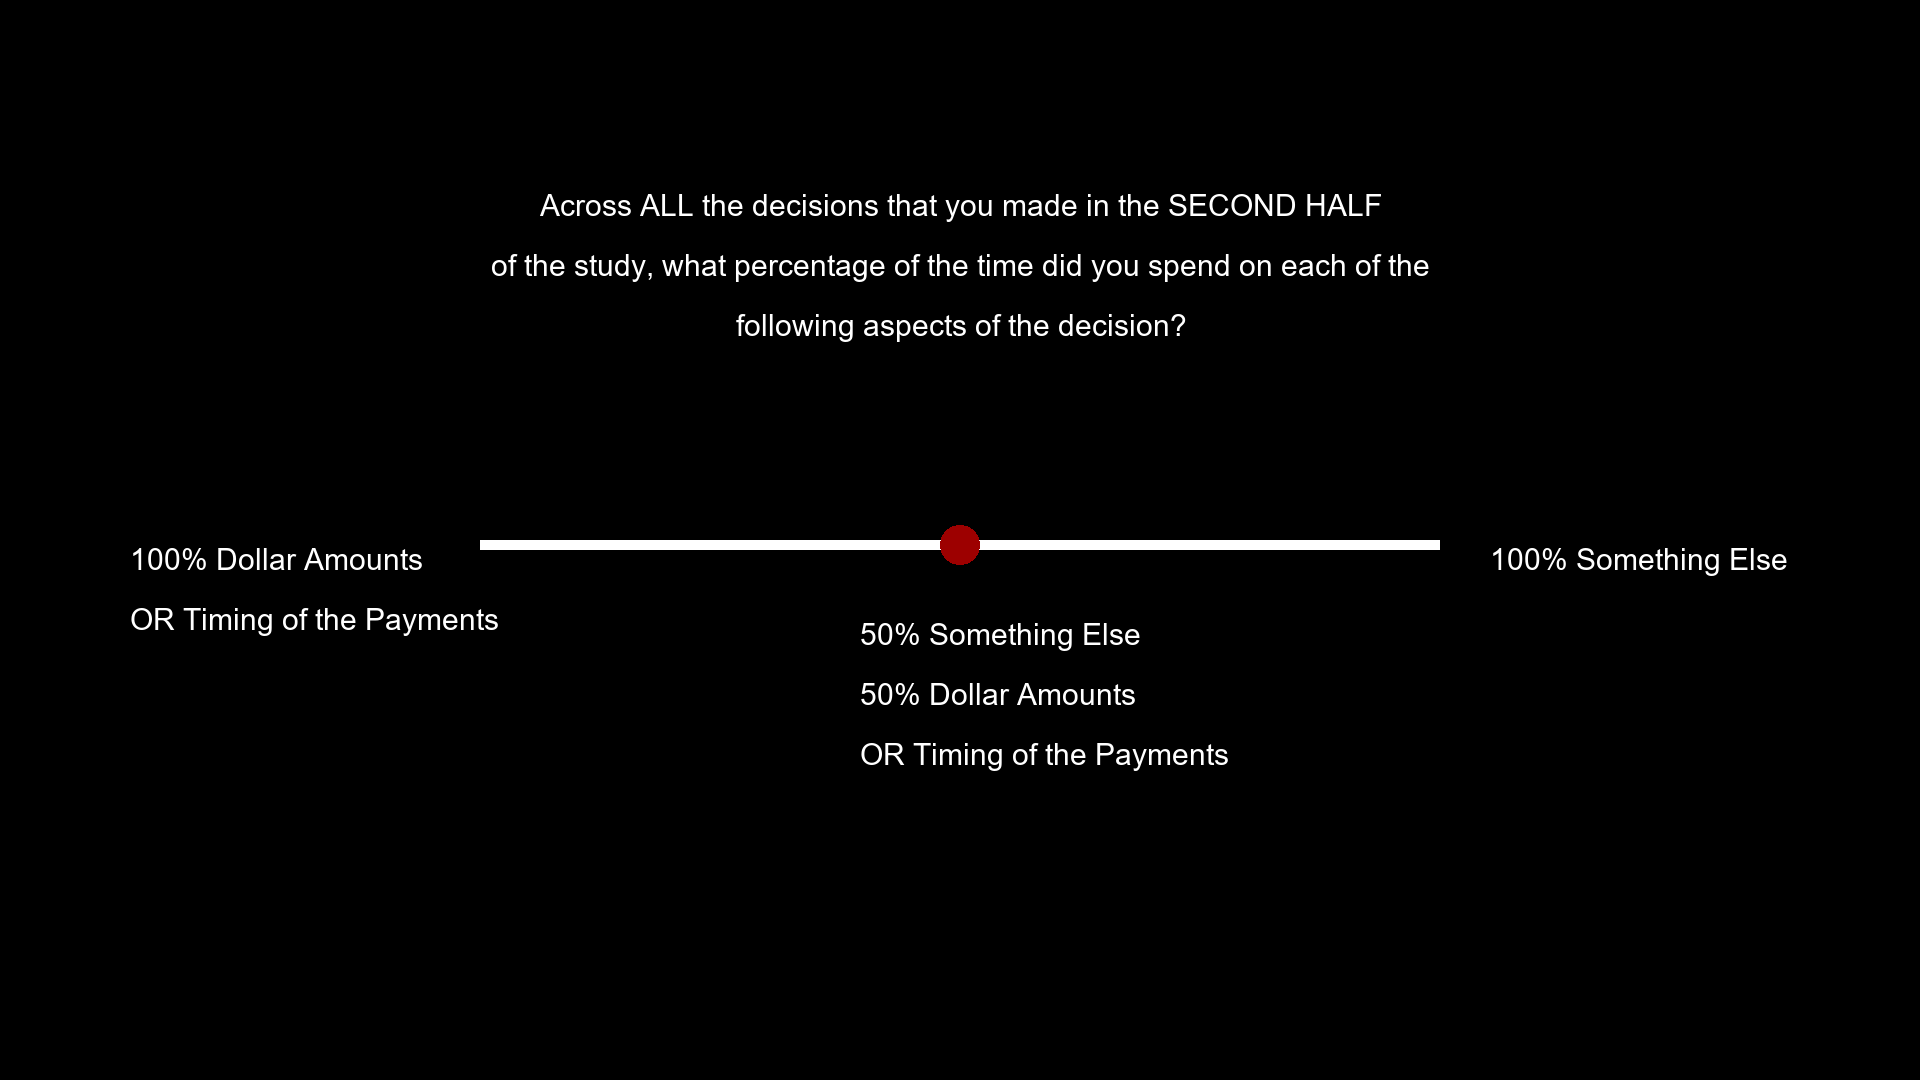 Across ALL the decisions that you made in the SECOND HALF
of the study, what percentage of the time did you spend on each of the
following aspects of the decision?
100% Dollar Amounts
OR Timing of the Payments
100% Something Else
50% Something Else
50% Dollar Amounts
OR Timing of the Payments